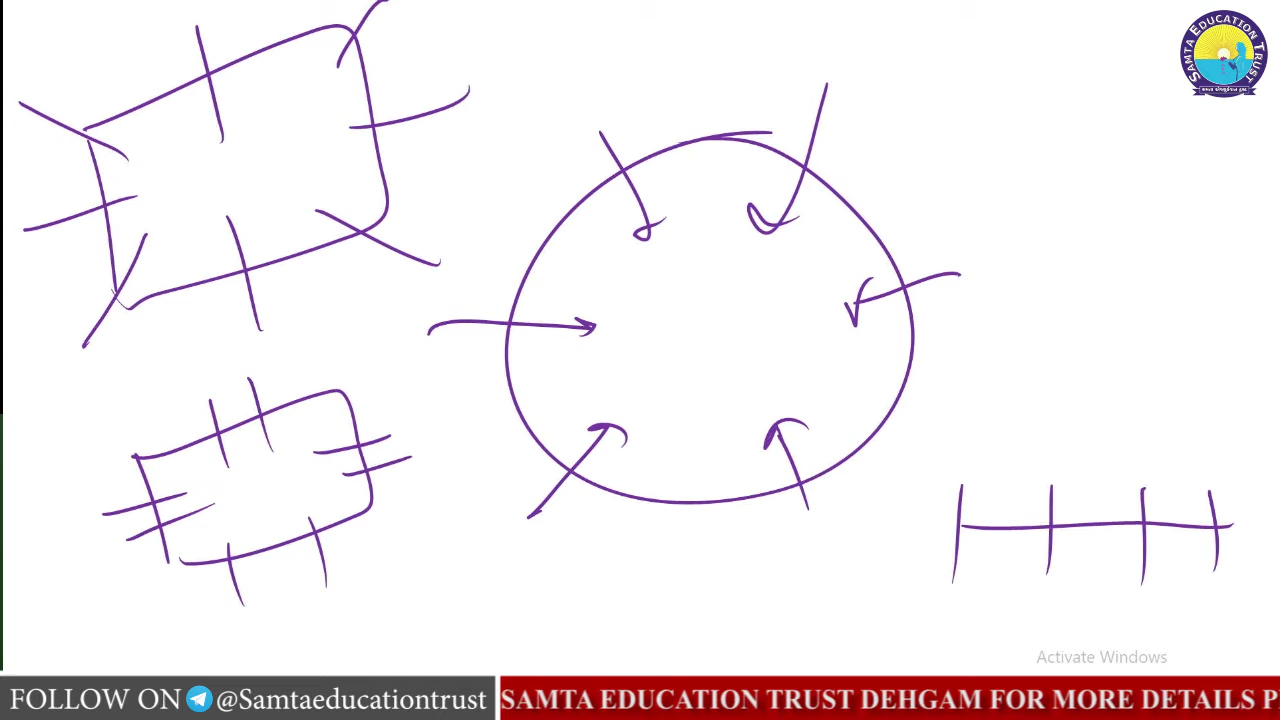 SAMTA EDUCATION TRUST
Activate Windows
FOLLOW ON @Samtaeducationtrust
SAMTA EDUCATION TRUST DEHGAM FOR MORE DETAILS P